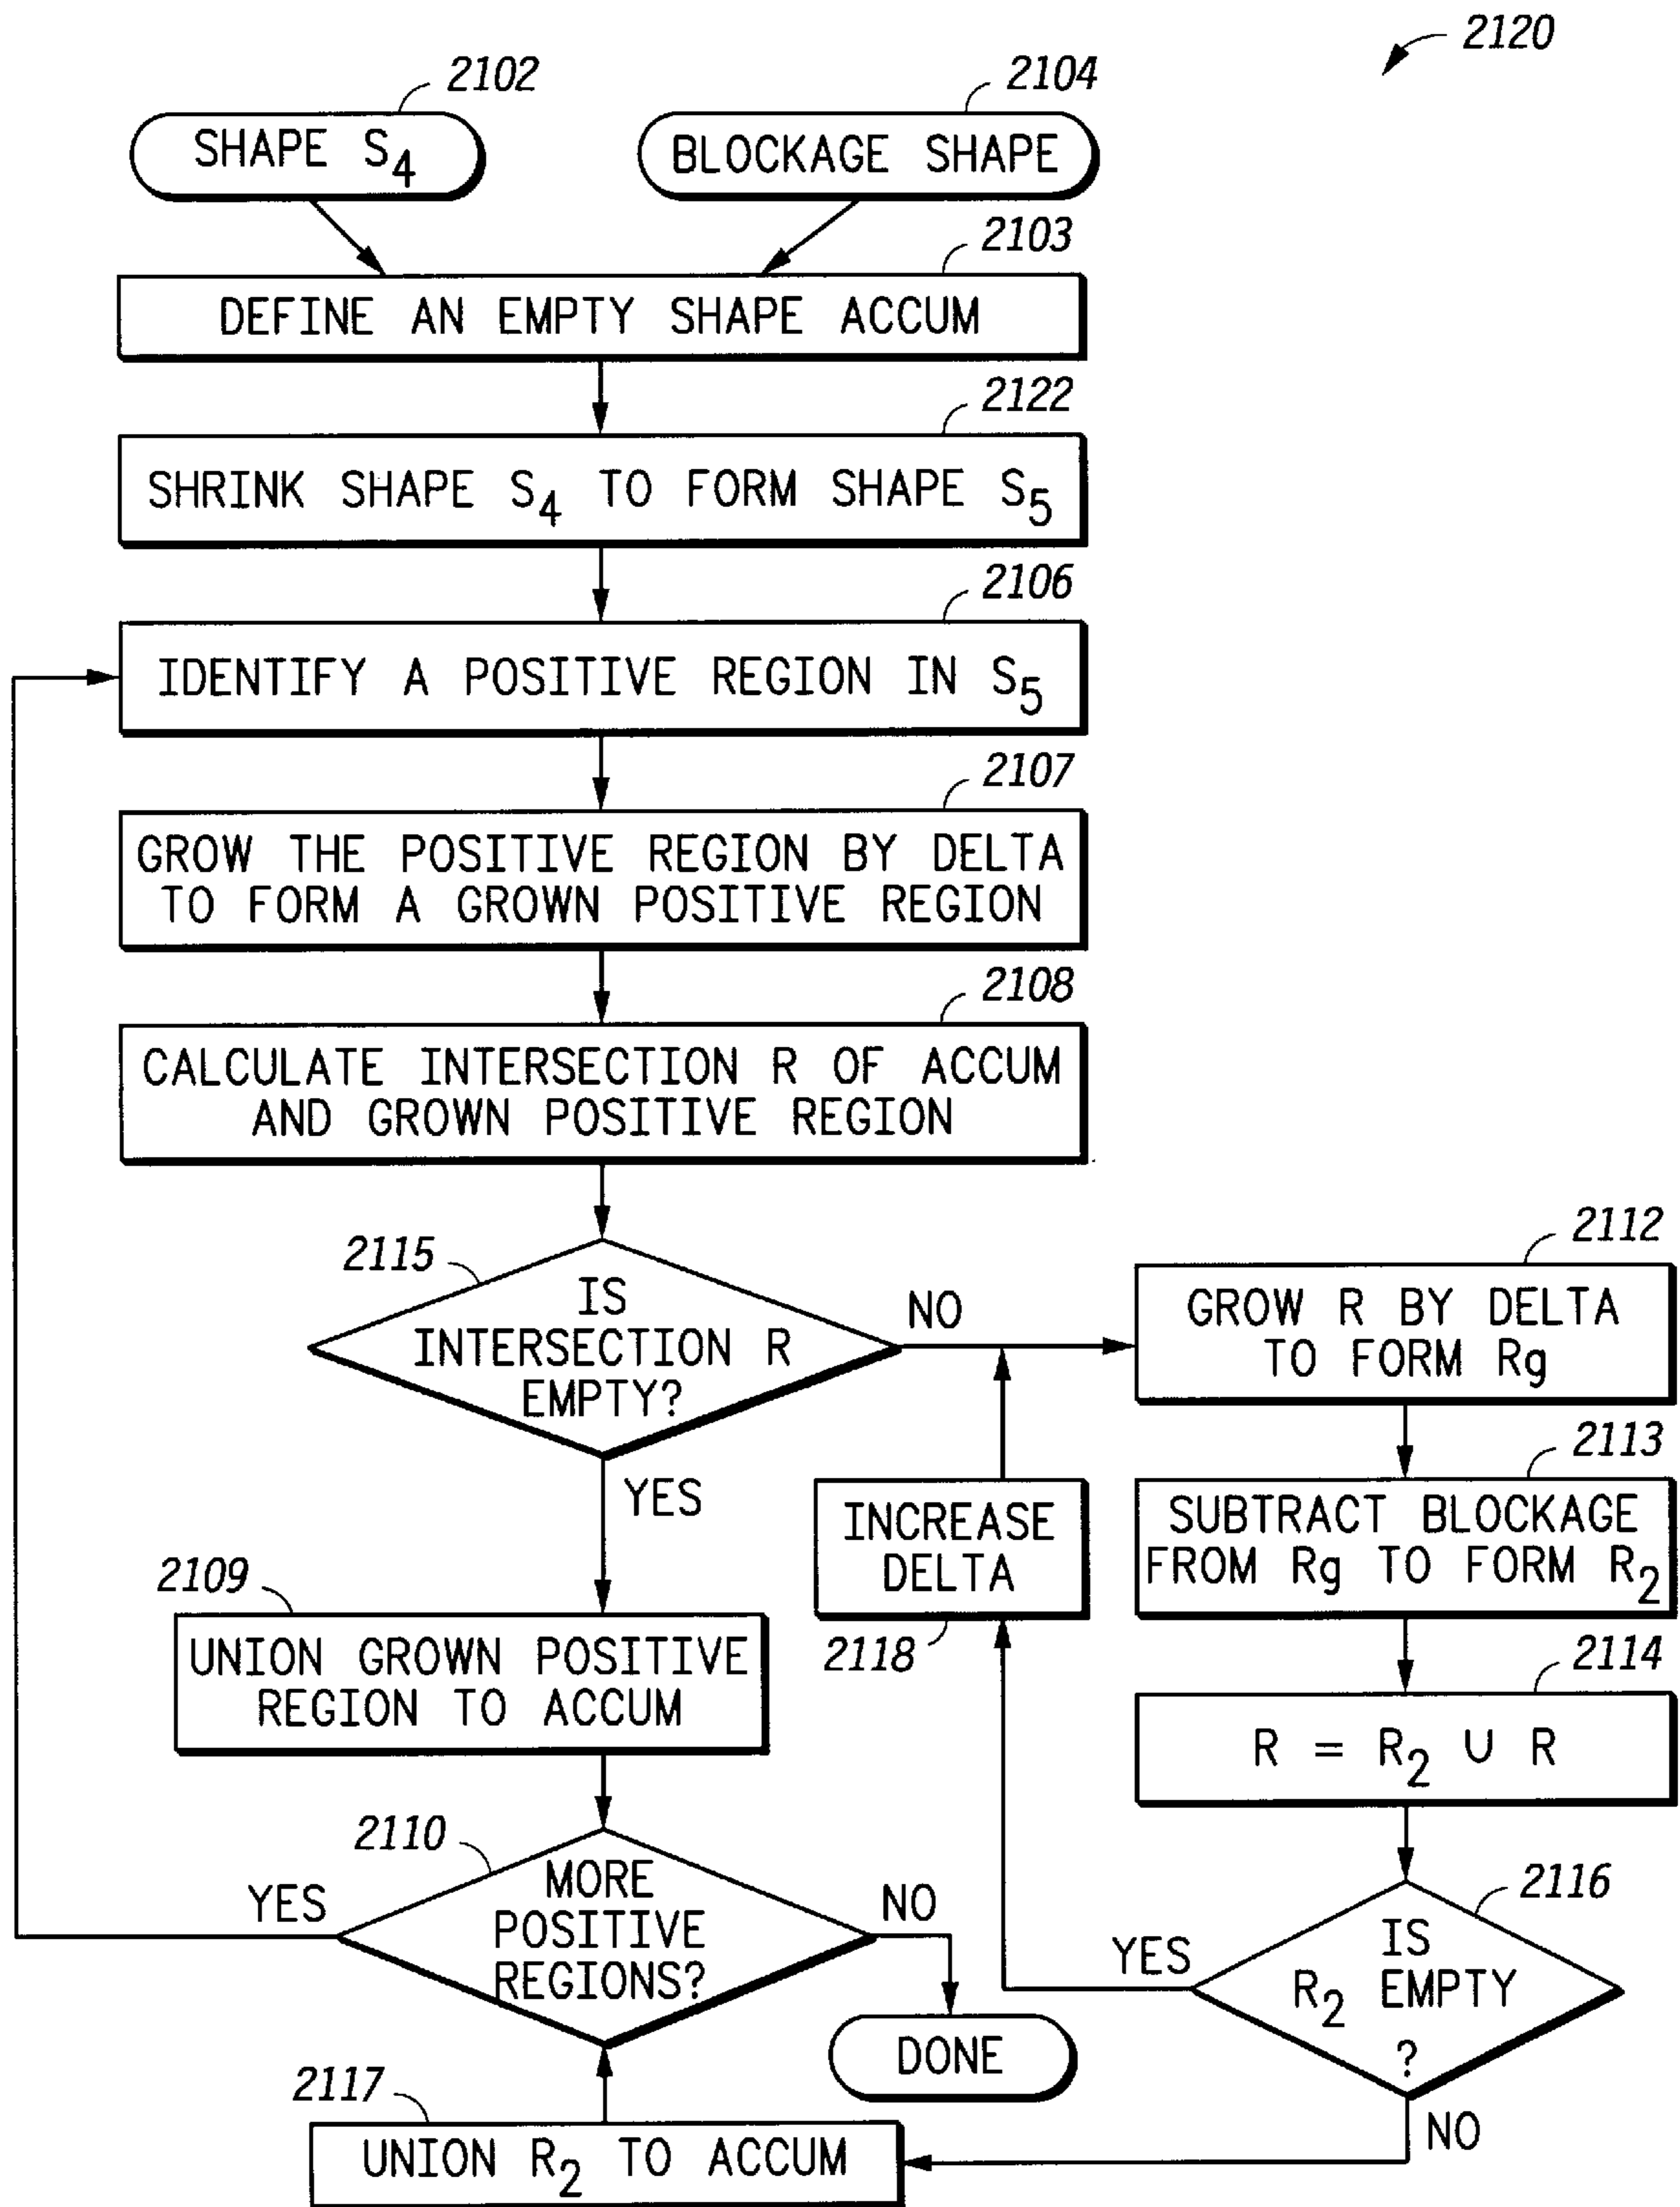 2120
2102
2104
SHAPE S4
BLOCKAGE SHAPE
2103
DEFINE AN EMPTY SHAPE ACCUM
2122
SHRINK SHAPE S4 TO FORM SHAPE S5
2106
IDENTIFY A POSITIVE REGION IN S5
2107
GROW THE POSITIVE REGION BY DELTA
TO FORM A GROWN POSITIVE REGION
2108
CALCULATE INTERSECTION R OF ACCUM
AND GROWN POSITIVE REGION
2115
IS
INTERSECTION R
EMPTY?
NO
YES
2112
GROW R BY DELTA
TO FORM Rg
2113
SUBTRACT BLOCKAGE
FROM Rg TO FORM R2
INCREASE
DELTA
2118
2109
UNION GROWN POSITIVE
REGION TO ACCUM
2114
R = R2 ∪ R
2110
MORE
POSITIVE
REGIONS?
YES
NO
DONE
2116
IS
R2 EMPTY
?
YES
NO
2117
UNION R2 TO ACCUM